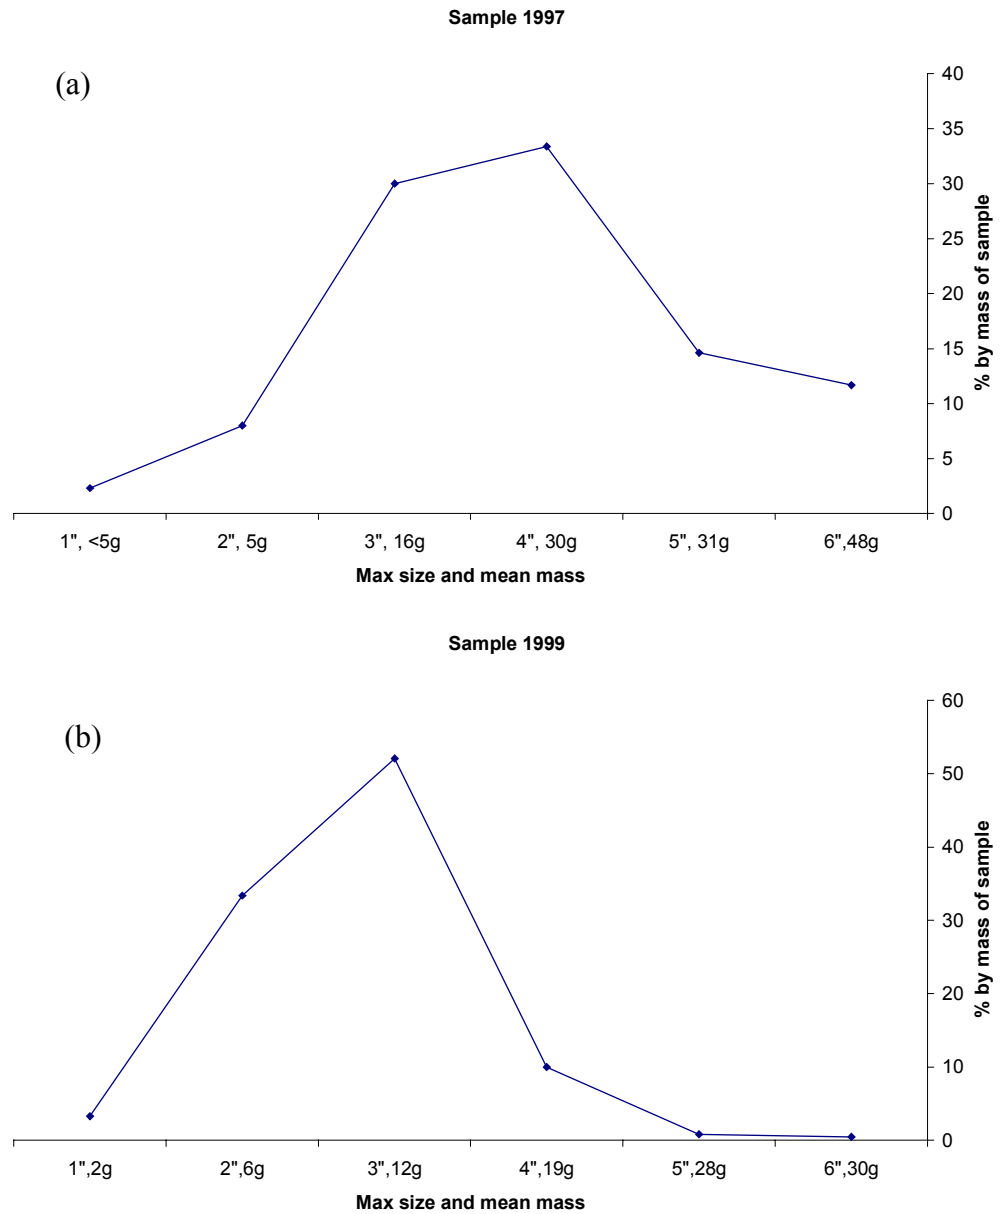 Sample 1997
(a)
40
35
30
25
20
15
10
5
0
% by mass of sample
1", <5g 2", 5g 3", 16g 4", 30g 5", 31g 6",48g
Max size and mean mass
Sample 1999
(b)
60
50
40
30
20
10
0
% by mass of sample
1",2g 2",6g 3",12g 4",19g 5",28g 6",30g
Max size and mean mass